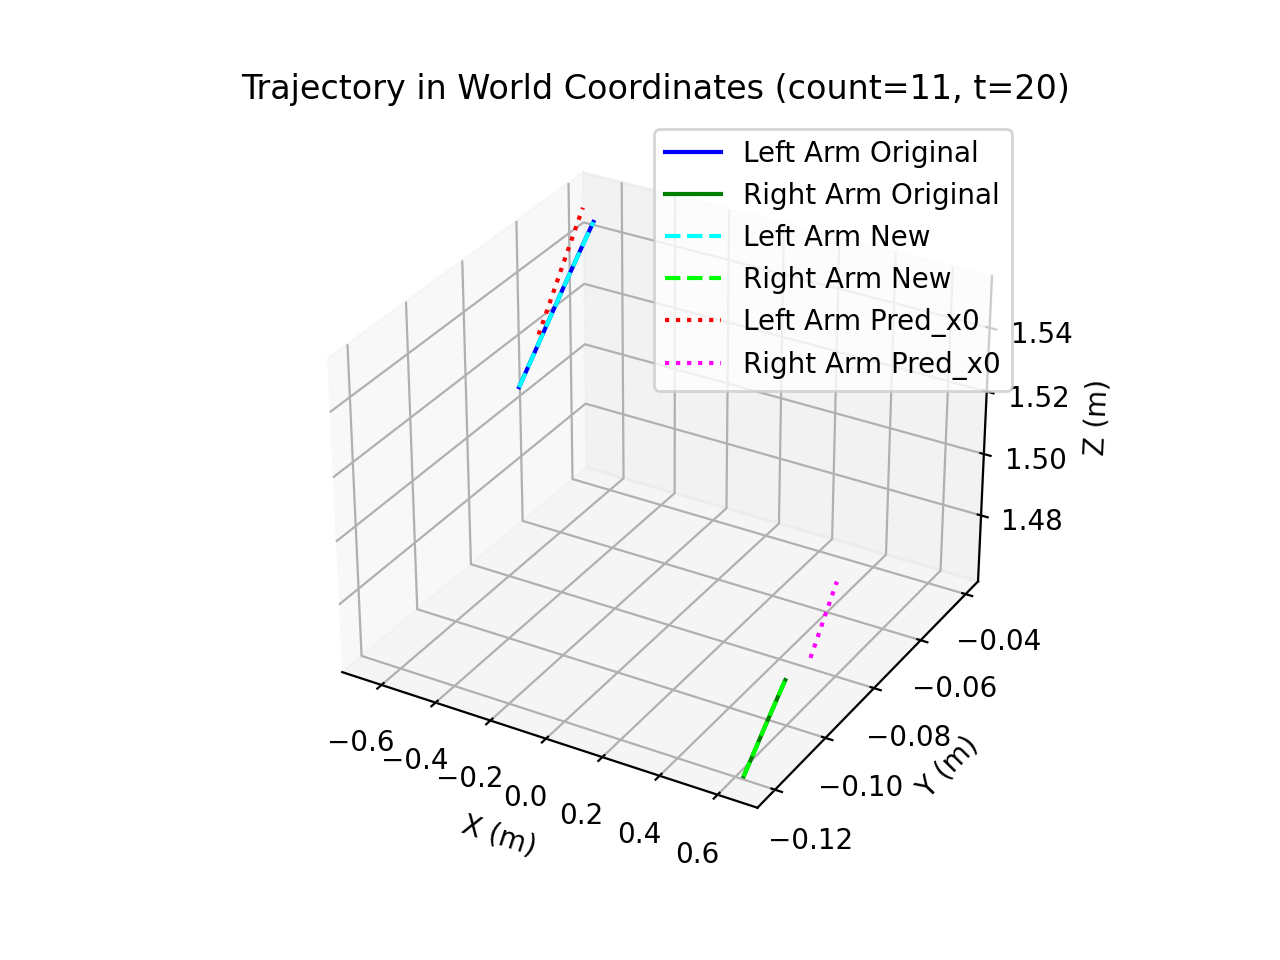 Trajectory in World Coordinates (count=11, t=20)
Left Arm Original
Right Arm Original
Left Arm New
Right Arm New
Left Arm Pred_x0
Right Arm Pred_x0
1.54
1.52
1.50
1.48
Z (m)
−0.04
−0.06
−0.08
−0.10
−0.12
Y (m)
−0.6
−0.4
−0.2
0.0
0.2
0.4
0.6
X (m)